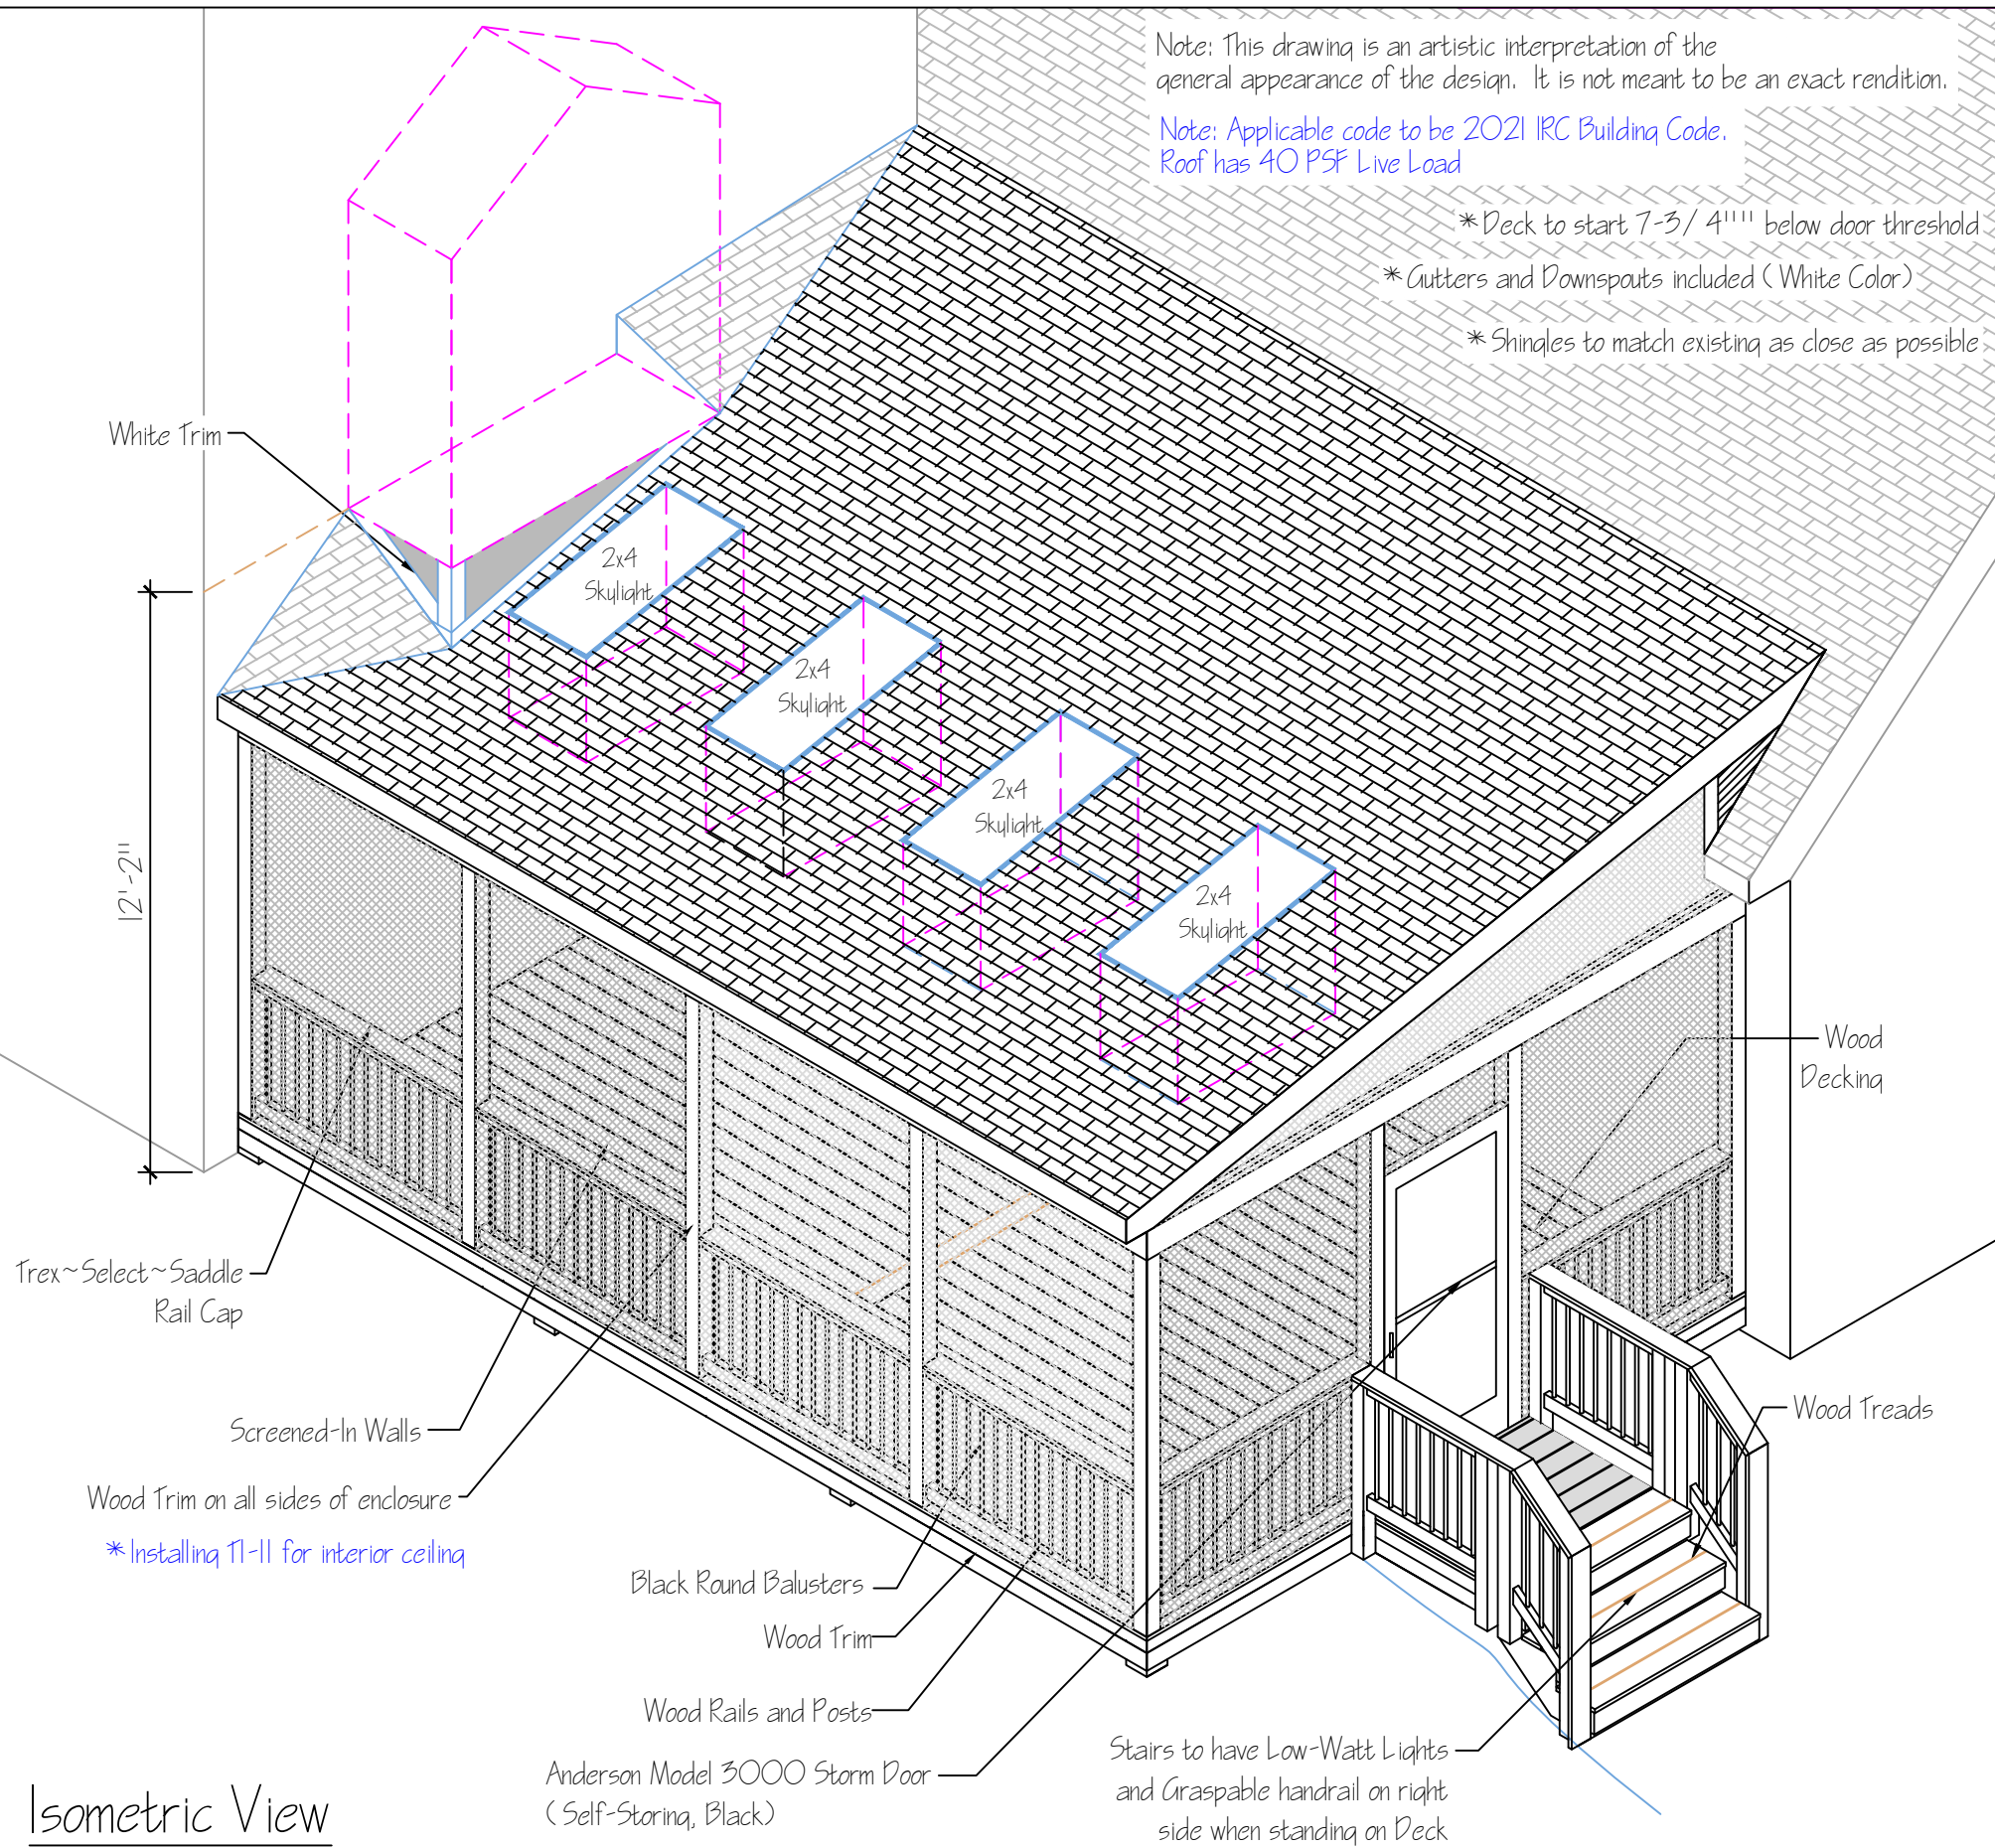 Note: This drawing is an artistic interpretation of the
general appearance of the design. It is not meant to be an exact rendition.
Note: Applicable code to be 2021 IRC Building Code.
Roof has 40 PSF Live Load
* Deck to start 7-3/ 4"" below door threshold
* Gutters and Downspouts included ( White Color)
* Shingles to match existing as close as possible
White Trim
2x4
Skylight
2x4
Skylight
2x4
Skylight
2x4
Skylight
12'-2"
Wood
Decking
Trex~Select~Saddle
Rail Cap
Wood Treads
Screened-In Walls
Wood Trim on all sides of enclosure
* Installing T1-11 for interior ceiling
Black Round Balusters
Wood Trim
Wood Rails and Posts
Anderson Model 3000 Storm Door
( Self-Storing, Black)
Stairs to have Low-Watt Lights
and Graspable handrail on right
side when standing on Deck
Isometric View